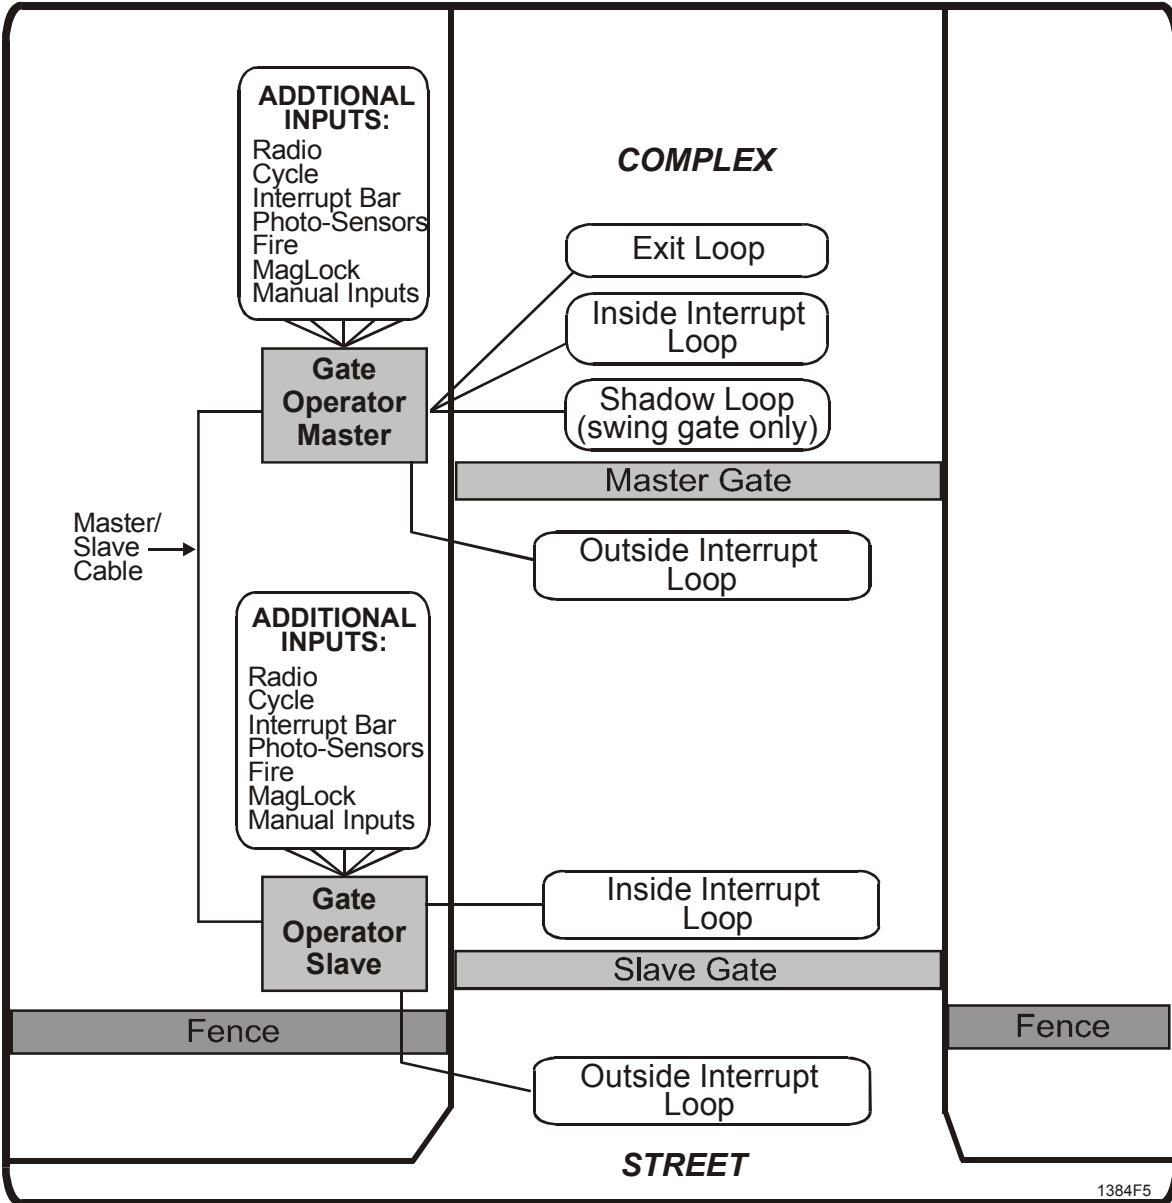 ADDTIONAL
INPUTS:
Radio
Cycle
Interrupt Bar
Photo-Sensors
Fire
MagLock
Manual Inputs
COMPLEX
Exit Loop
Inside Interrupt
Loop
Shadow Loop
(swing gate only)
Gate
Operator
Master
Master Gate
Master/
Slave
Cable
Outside Interrupt
Loop
ADDITIONAL
INPUTS:
Radio
Cycle
Interrupt Bar
Photo-Sensors
Fire
MagLock
Manual Inputs
Gate
Operator
Slave
Inside Interrupt
Loop
Slave Gate
Fence
Fence
Outside Interrupt
Loop
STREET
1384F5